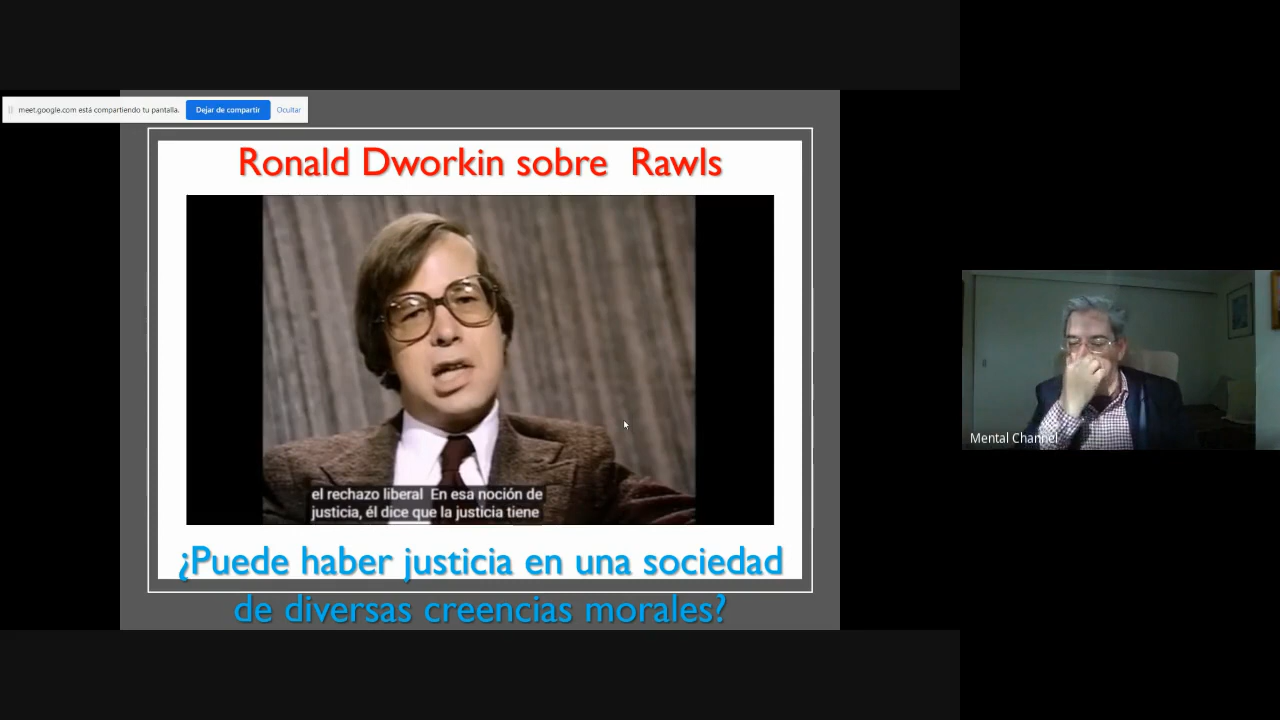 meet.google.com está compartiendo tu pantalla. Dejar de compartir Ocultar
Ronald Dworkin sobre Rawls
el rechazo liberal En esa noción de
justicia, él dice que la justicia tiene
¿Puede haber justicia en una sociedad
de diversas creencias morales?
Mental Channel